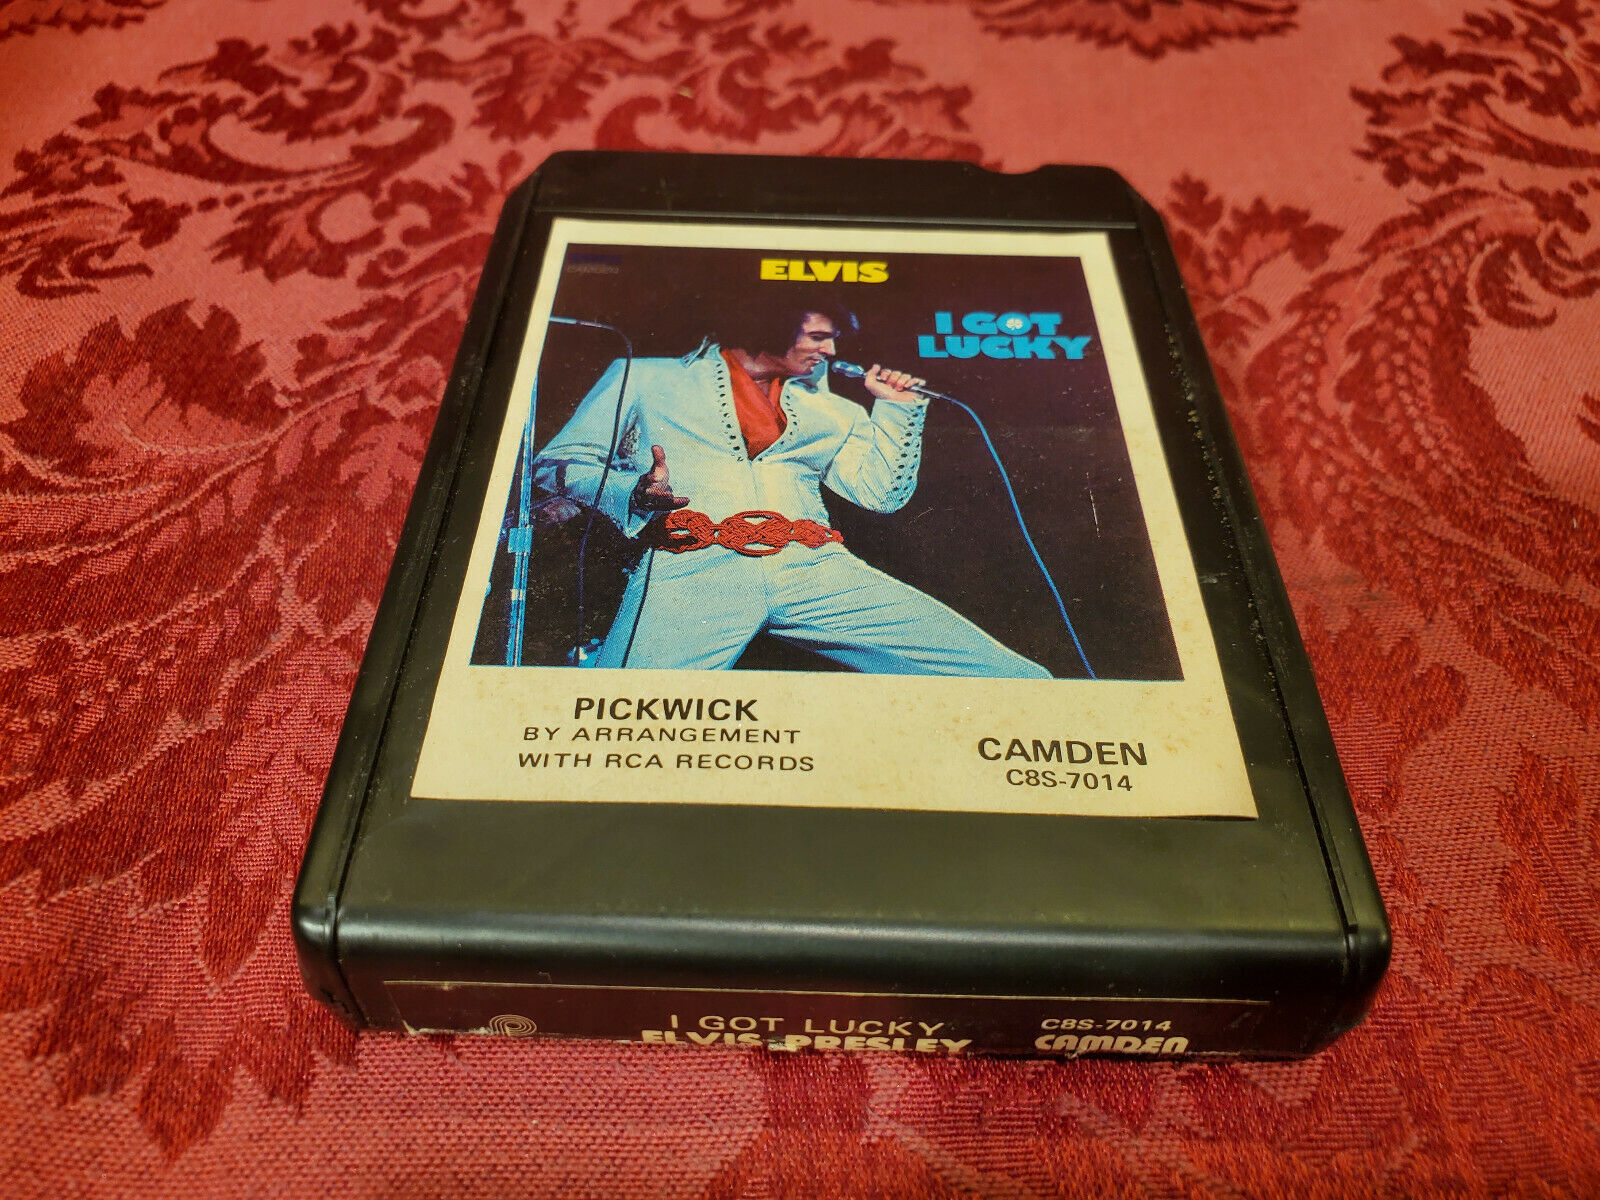 CAMDEN
ELVIS
I GOT
LUCKY
PICKWICK
BY ARRANGEMENT
WITH RCA RECORDS
CAMDEN
C8S-7014
I GOT LUCKY
ELVIS PRESLEY
C8S-7014
CAMDEN